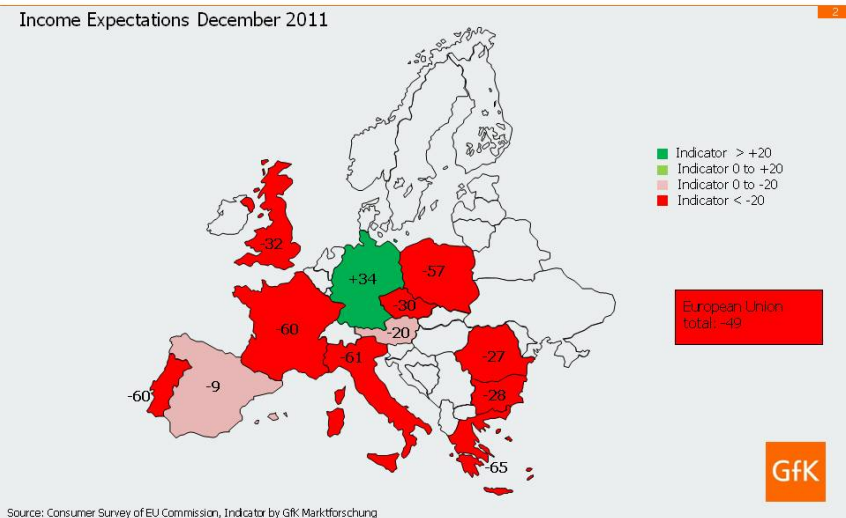 Income Expectations December 2011
2
Indicator > +20
Indicator 0 to +20
Indicator 0 to -20
Indicator < -20
-32
+34
-57
-30
European Union
total: -49
-60
-20
-61
-27
-9
-60
-28
-65
GfK
Source: Consumer Survey of EU Commission, Indicator by GfK Marktforschung